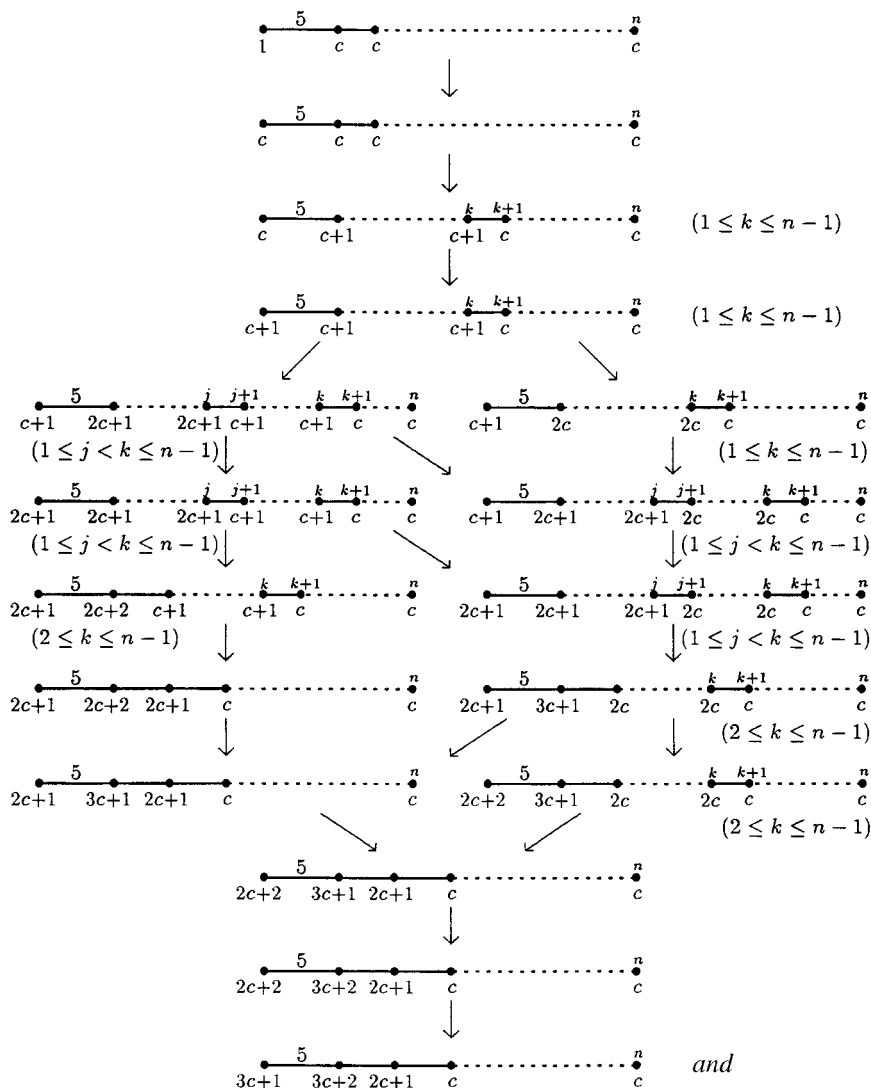 5 n
1 c c c
5 n
c c c c
5 k k+1 n
c c+1 c+1 c c (1 ≤ k ≤ n − 1)
5 k k+1 n
c+1 c+1 c+1 c c (1 ≤ k ≤ n − 1)
5 j j+1 k k+1 n
c+1 2c+1 2c+1 c+1 c+1 c c
(1 ≤ j < k ≤ n − 1)
5 k k+1 n
c+1 2c 2c c c
(1 ≤ k ≤ n − 1)
5 j j+1 k k+1 n
2c+1 2c+1 2c+1 c+1 c+1 c c
(1 ≤ j < k ≤ n − 1)
5 j j+1 k k+1 n
c+1 2c+1 2c+1 2c 2c c c
(1 ≤ j < k ≤ n − 1)
5 k k+1 n
2c+1 2c+2 c+1 c+1 c c
(2 ≤ k ≤ n − 1)
5 j j+1 k k+1 n
2c+1 2c+1 2c+1 2c 2c c c
(1 ≤ j < k ≤ n − 1)
5 n
2c+1 2c+2 2c+1 c c
5 k k+1 n
2c+1 3c+1 2c 2c c c
(2 ≤ k ≤ n − 1)
5 n
2c+1 3c+1 2c+1 c c
5 k k+1 n
2c+2 3c+1 2c 2c c c
(2 ≤ k ≤ n − 1)
5 n
2c+2 3c+1 2c+1 c c
5 n
2c+2 3c+2 2c+1 c c
5 n
3c+1 3c+2 2c+1 c c and